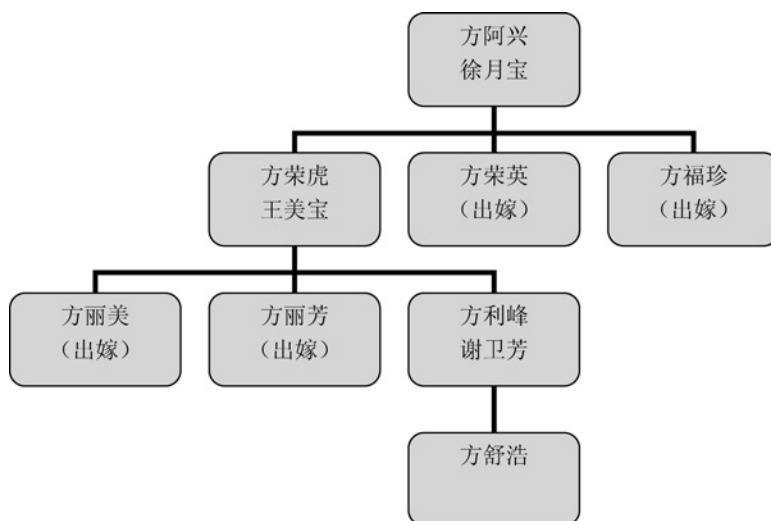 方阿兴
徐月宝
方荣虎
王美宝
方荣英
（出嫁）
方福珍
（出嫁）
方丽美
（出嫁）
方丽芳
（出嫁）
方利峰
谢卫芳
方舒浩